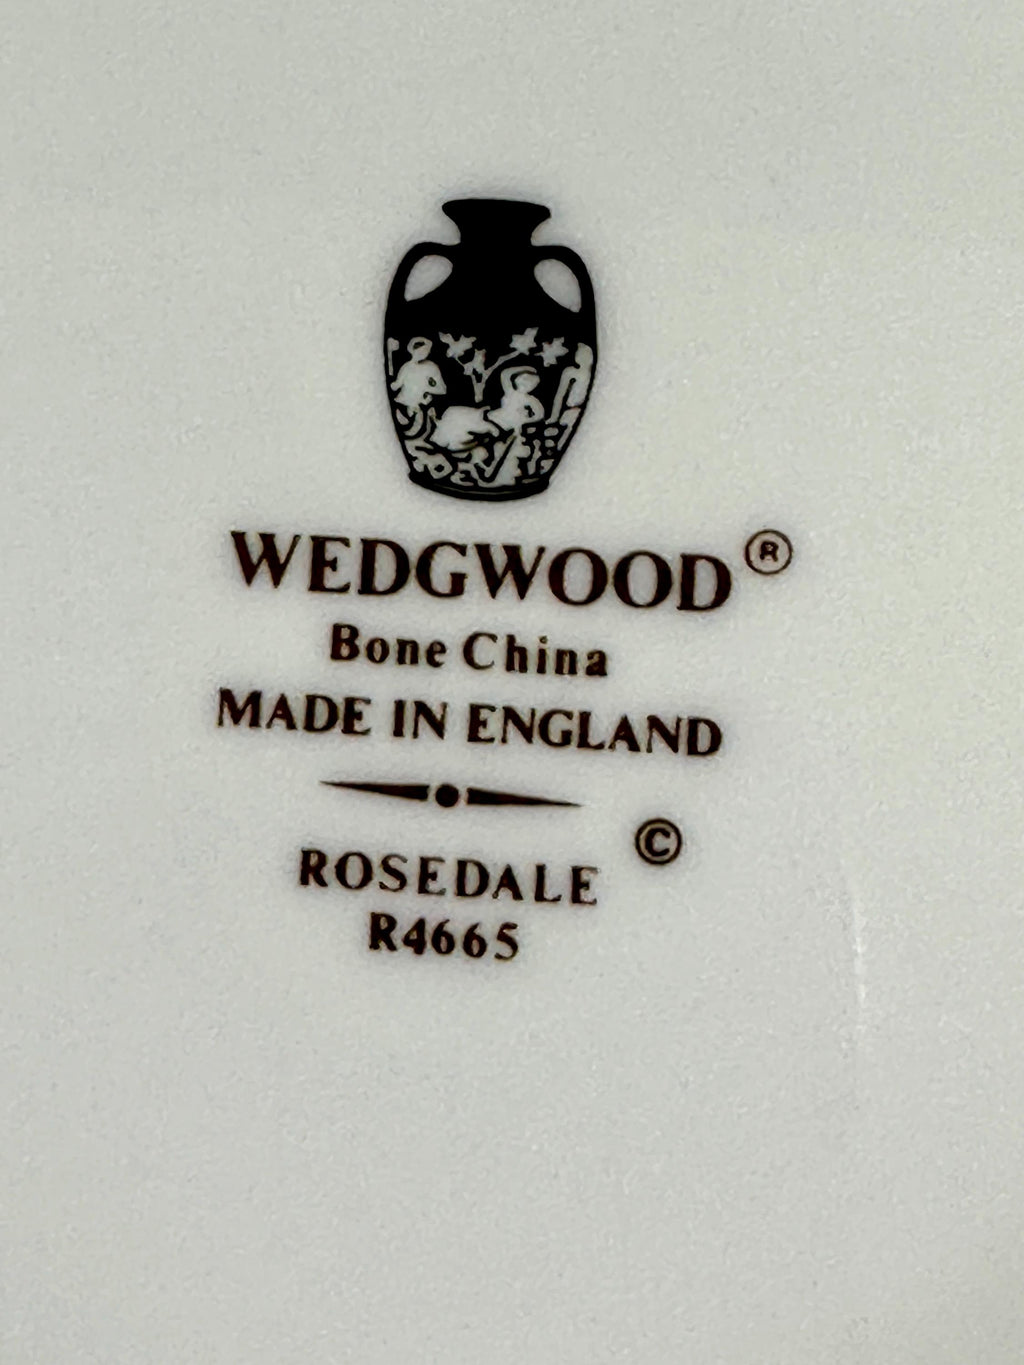 WEDGWOOD®
Bone China
MADE IN ENGLAND
©
ROSEDALE
R4665